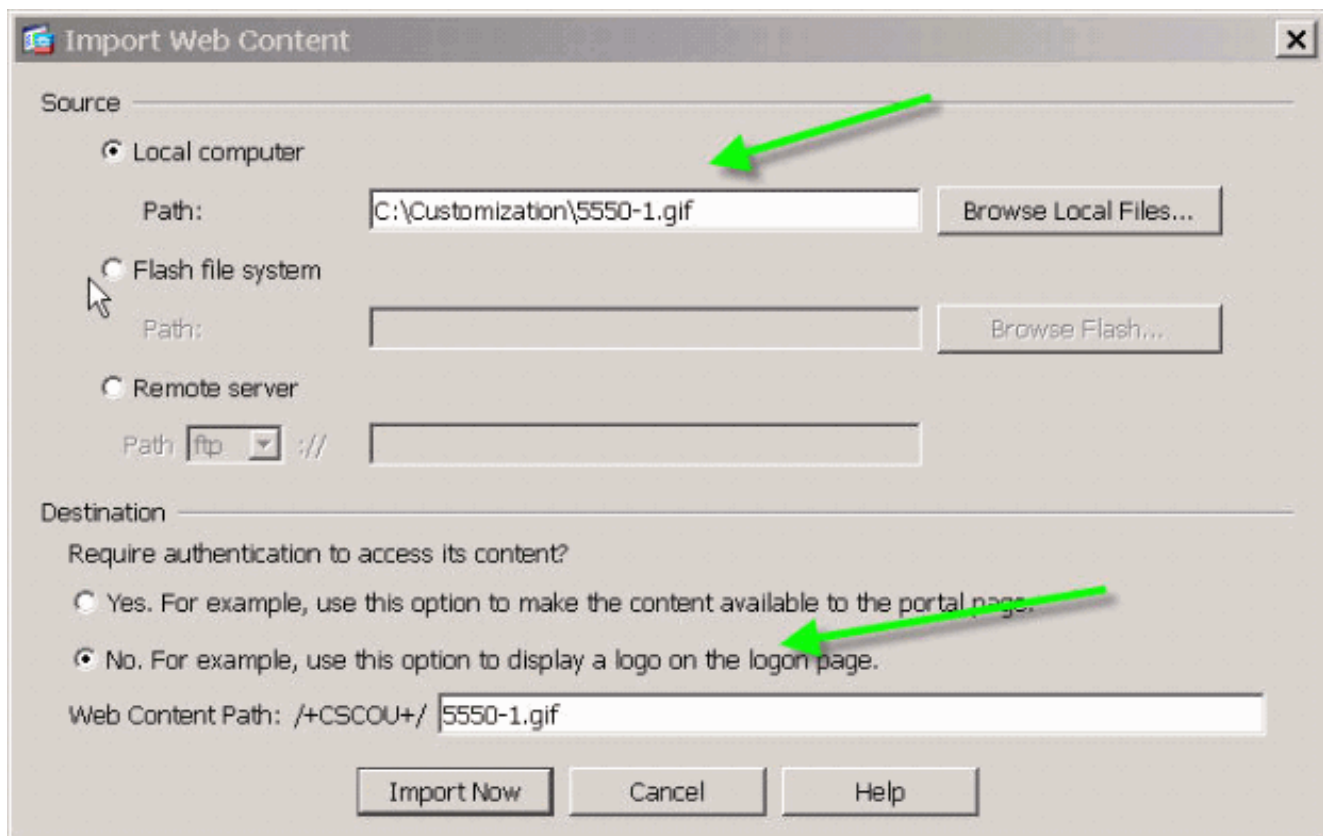 Import Web Content
Source
Local computer
Path: C:\Customization\5550-1.gif Browse Local Files...
Flash file system
Path: Browse Flash...
Remote server
Path ftp ://
Destination
Require authentication to access its content?
Yes. For example, use this option to make the content available to the portal page.
No. For example, use this option to display a logo on the logon page.
Web Content Path: /+CSCOU+/ 5550-1.gif
Import Now Cancel Help